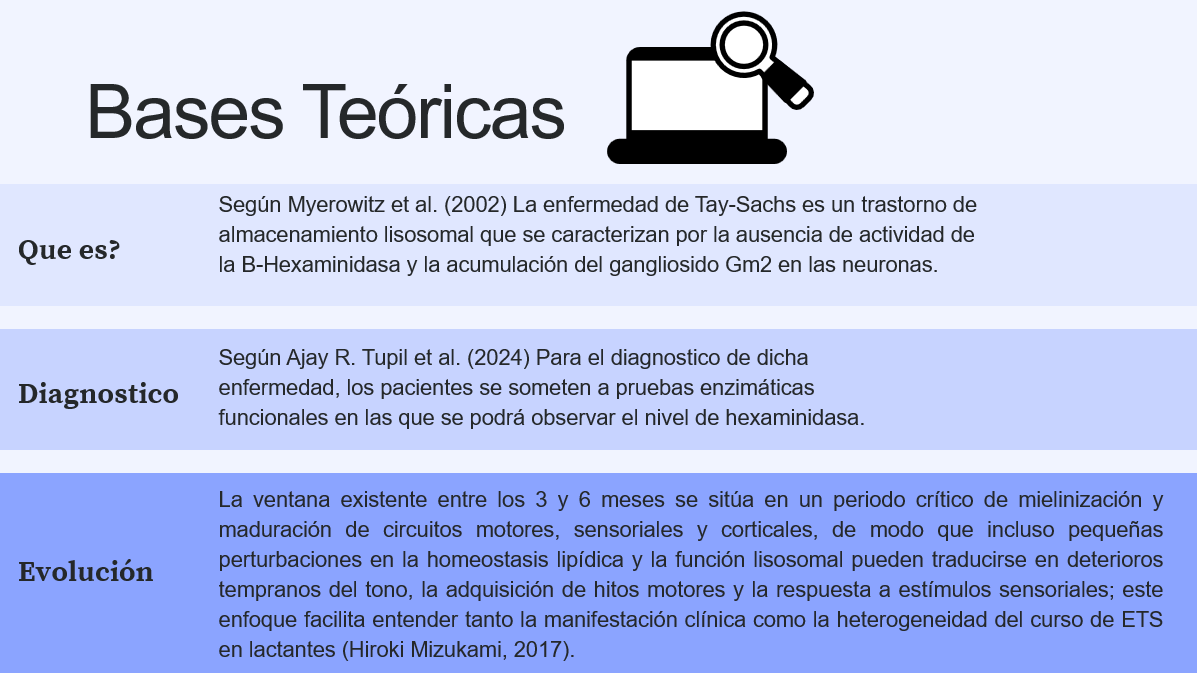 Bases Teóricas
Que es?
Según Myerowitz et al. (2002) La enfermedad de Tay-Sachs es un trastorno de
almacenamiento lisosomal que se caracterizan por la ausencia de actividad de
la B-Hexaminidasa y la acumulación del gangliosido Gm2 en las neuronas.
Diagnostico
Según Ajay R. Tupil et al. (2024) Para el diagnostico de dicha
enfermedad, los pacientes se someten a pruebas enzimáticas
funcionales en las que se podrá observar el nivel de hexaminidasa.
Evolución
La ventana existente entre los 3 y 6 meses se sitúa en un periodo crítico de mielinización y
maduración de circuitos motores, sensoriales y corticales, de modo que incluso pequeñas
perturbaciones en la homeostasis lipídica y la función lisosomal pueden traducirse en deterioros
tempranos del tono, la adquisición de hitos motores y la respuesta a estímulos sensoriales; este
enfoque facilita entender tanto la manifestación clínica como la heterogeneidad del curso de ETS
en lactantes (Hiroki Mizukami, 2017).